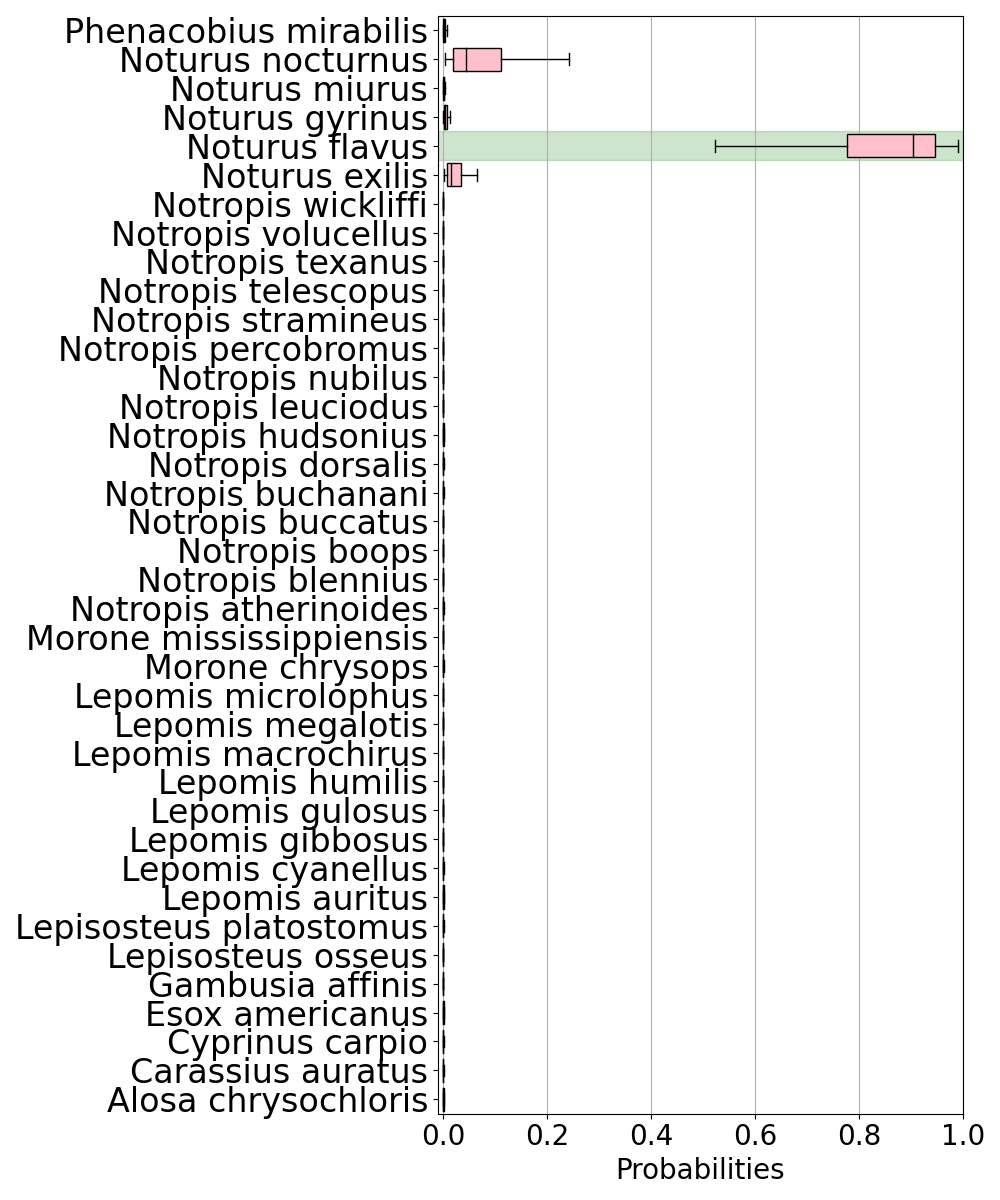 Phenacobius mirabilis
Noturus nocturnus
Noturus miurus
Noturus gyrinus
Noturus flavus
Noturus exilis
Notropis wickliffi
Notropis volucellus
Notropis texanus
Notropis telescopus
Notropis stramineus
Notropis percobromus
Notropis nubilus
Notropis leuciodus
Notropis hudsonius
Notropis dorsalis
Notropis buchanani
Notropis buccatus
Notropis boops
Notropis blennius
Notropis atherinoides
Morone mississippiensis
Morone chrysops
Lepomis microlophus
Lepomis megalotis
Lepomis macrochirus
Lepomis humilis
Lepomis gulosus
Lepomis gibbosus
Lepomis cyanellus
Lepomis auritus
Lepisosteus platostomus
Lepisosteus osseus
Gambusia affinis
Esox americanus
Cyprinus carpio
Carassius auratus
Alosa chrysochloris
0.0 0.2 0.4 0.6 0.8 1.0
Probabilities